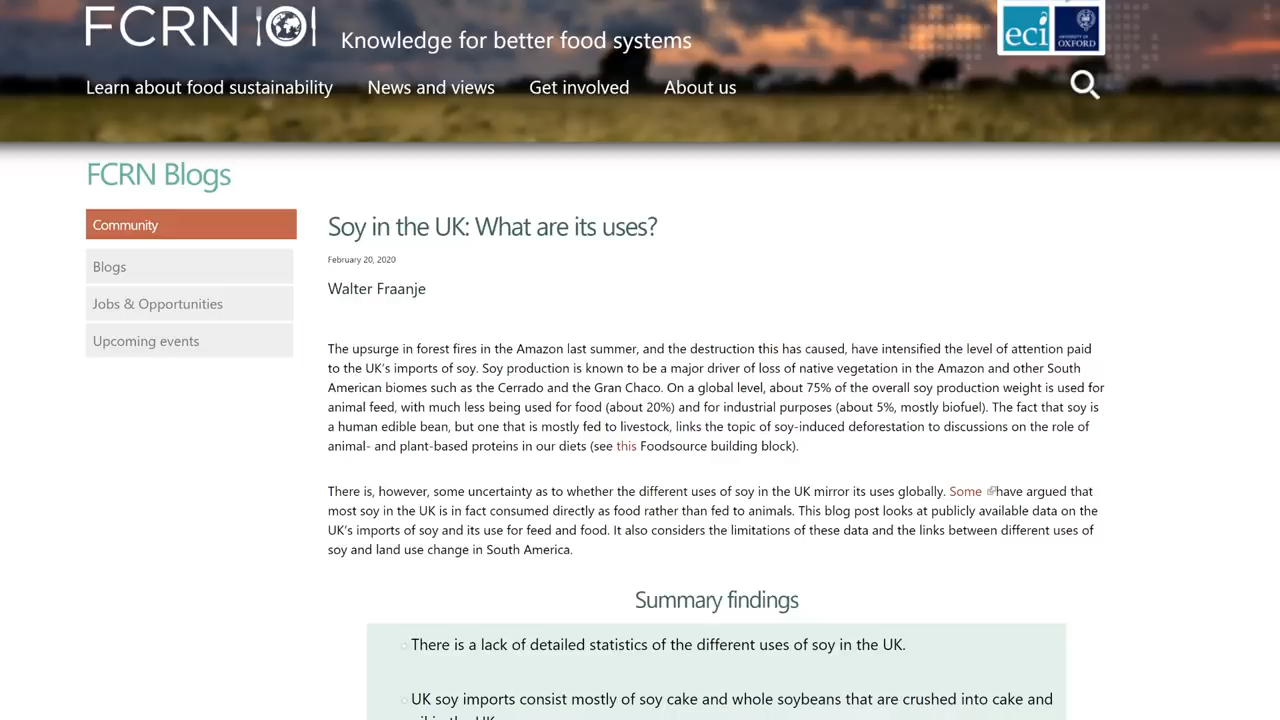 FCRN
Knowledge for better food systems
eci
UNIVERSITY OF
OXFORD
Learn about food sustainability
News and views
Get involved
About us
FCRN Blogs
Community
Blogs
Jobs & Opportunities
Upcoming events
Soy in the UK: What are its uses?
February 20, 2020
Walter Fraanje
The upsurge in forest fires in the Amazon last summer, and the destruction this has caused, have intensified the level of attention paid
to the UK's imports of soy. Soy production is known to be a major driver of loss of native vegetation in the Amazon and other South
American biomes such as the Cerrado and the Gran Chaco. On a global level, about 75% of the overall soy production weight is used for
animal feed, with much less being used for food (about 20%) and for industrial purposes (about 5%, mostly biofuel). The fact that soy is
a human edible bean, but one that is mostly fed to livestock, links the topic of soy-induced deforestation to discussions on the role of
animal- and plant-based proteins in our diets (see this Foodsource building block).
There is, however, some uncertainty as to whether the different uses of soy in the UK mirror its uses globally. Some have argued that
most soy in the UK is in fact consumed directly as food rather than fed to animals. This blog post looks at publicly available data on the
UK's imports of soy and its use for feed and food. It also considers the limitations of these data and the links between different uses of
soy and land use change in South America.
Summary findings
There is a lack of detailed statistics of the different uses of soy in the UK.
UK soy imports consist mostly of soy cake and whole soybeans that are crushed into cake and